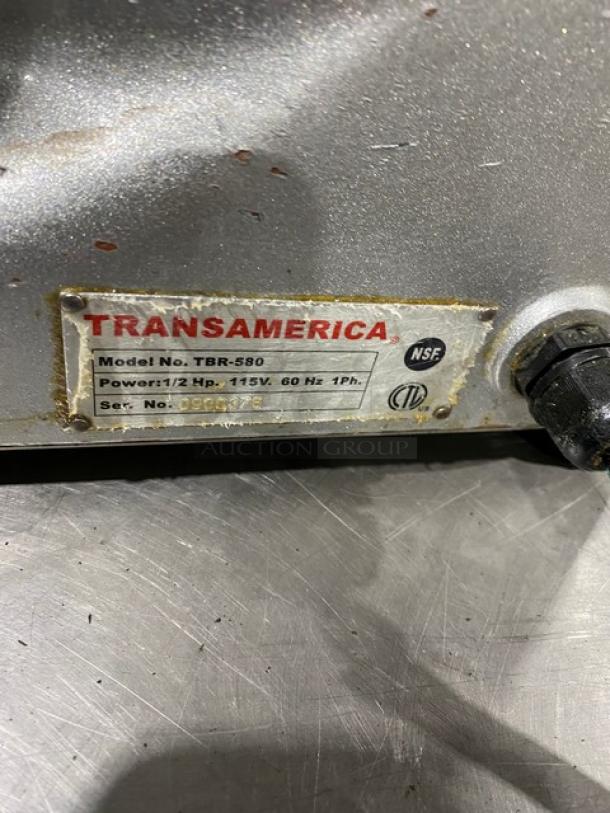 TRANSAMERICA®
NSF.
Model No. TBR-580
Power:1/2 Hp. 115V. 60 Hz 1Ph.
Ser. No.
AUCTION GROUP